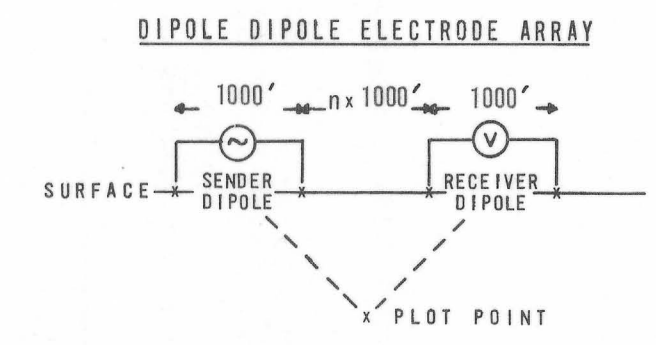 DIPOLE DIPOLE ELECTRODE ARRAY
1000′ n x 1000′ 1000′
~ V
SURFACE x SENDER x x RECEIVER x
DIPOLE DIPOLE
x PLOT POINT